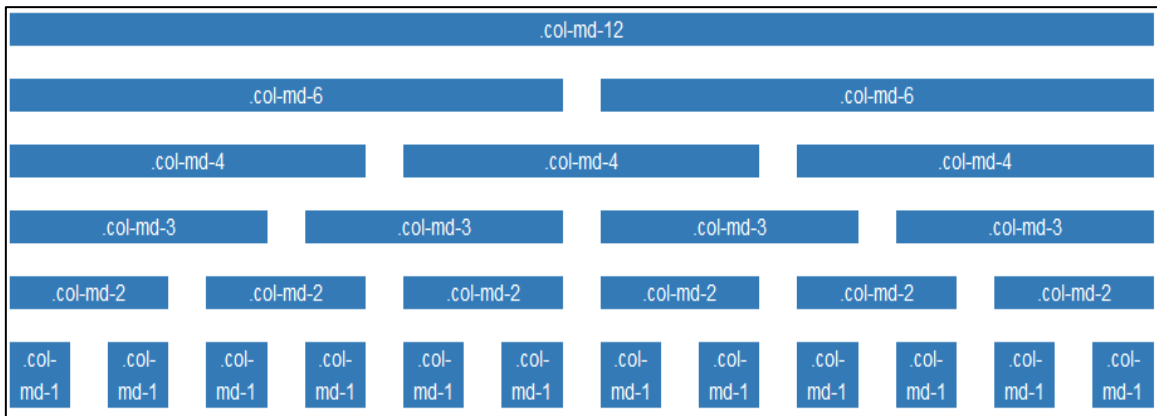 .col-md-12
.col-md-6 .col-md-6
.col-md-4 .col-md-4 .col-md-4
.col-md-3 .col-md-3 .col-md-3 .col-md-3
.col-md-2 .col-md-2 .col-md-2 .col-md-2 .col-md-2 .col-md-2
.col- .col- .col- .col- .col- .col- .col- .col- .col- .col- .col- .col-
md-1 md-1 md-1 md-1 md-1 md-1 md-1 md-1 md-1 md-1 md-1 md-1